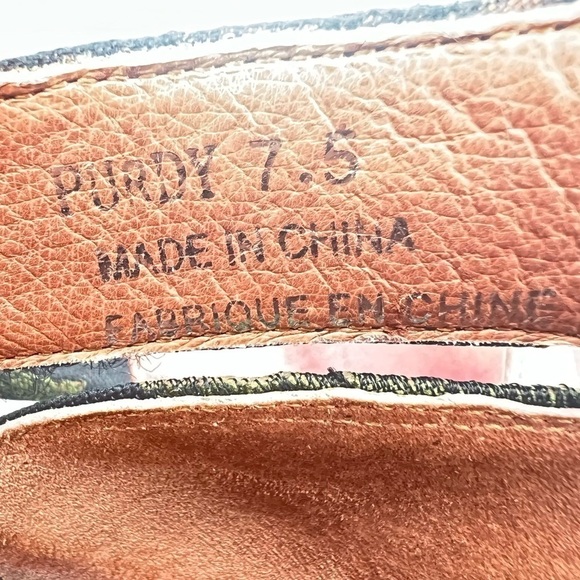 PURDY 7.5
MADE IN CHINA
FABRIQUE EN CHINE